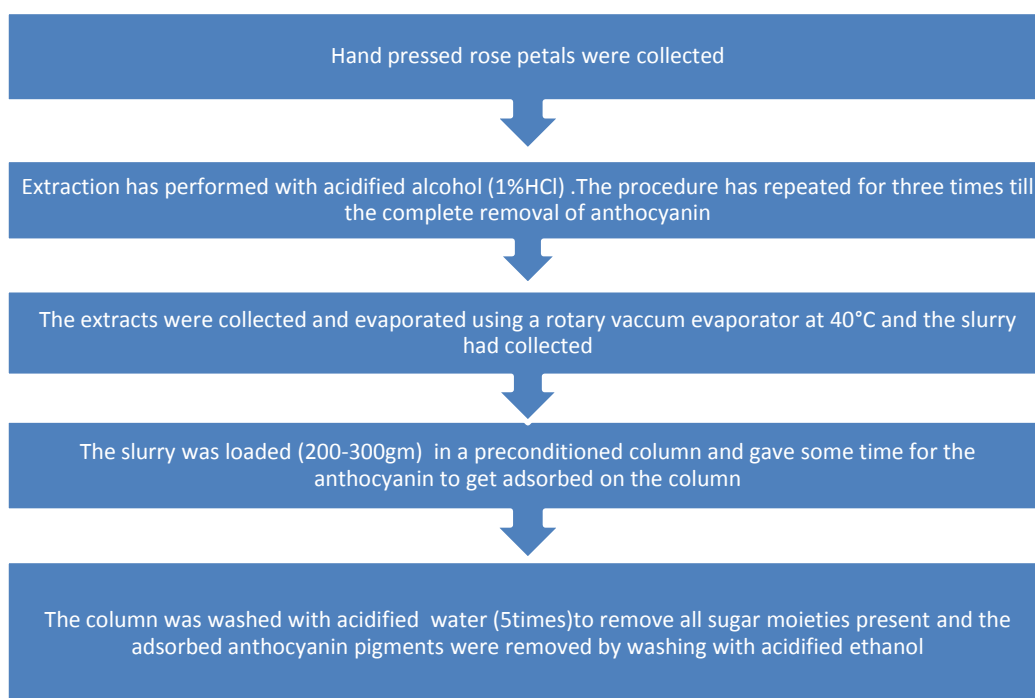 Hand pressed rose petals were collected
Extraction has performed with acidified alcohol (1%HCl) .The procedure has repeated for three times till
the complete removal of anthocyanin
The extracts were collected and evaporated using a rotary vaccum evaporator at 40°C and the slurry
had collected
The slurry was loaded (200-300gm) in a preconditioned column and gave some time for the
anthocyanin to get adsorbed on the column
The column was washed with acidified water (5times)to remove all sugar moieties present and the
adsorbed anthocyanin pigments were removed by washing with acidified ethanol